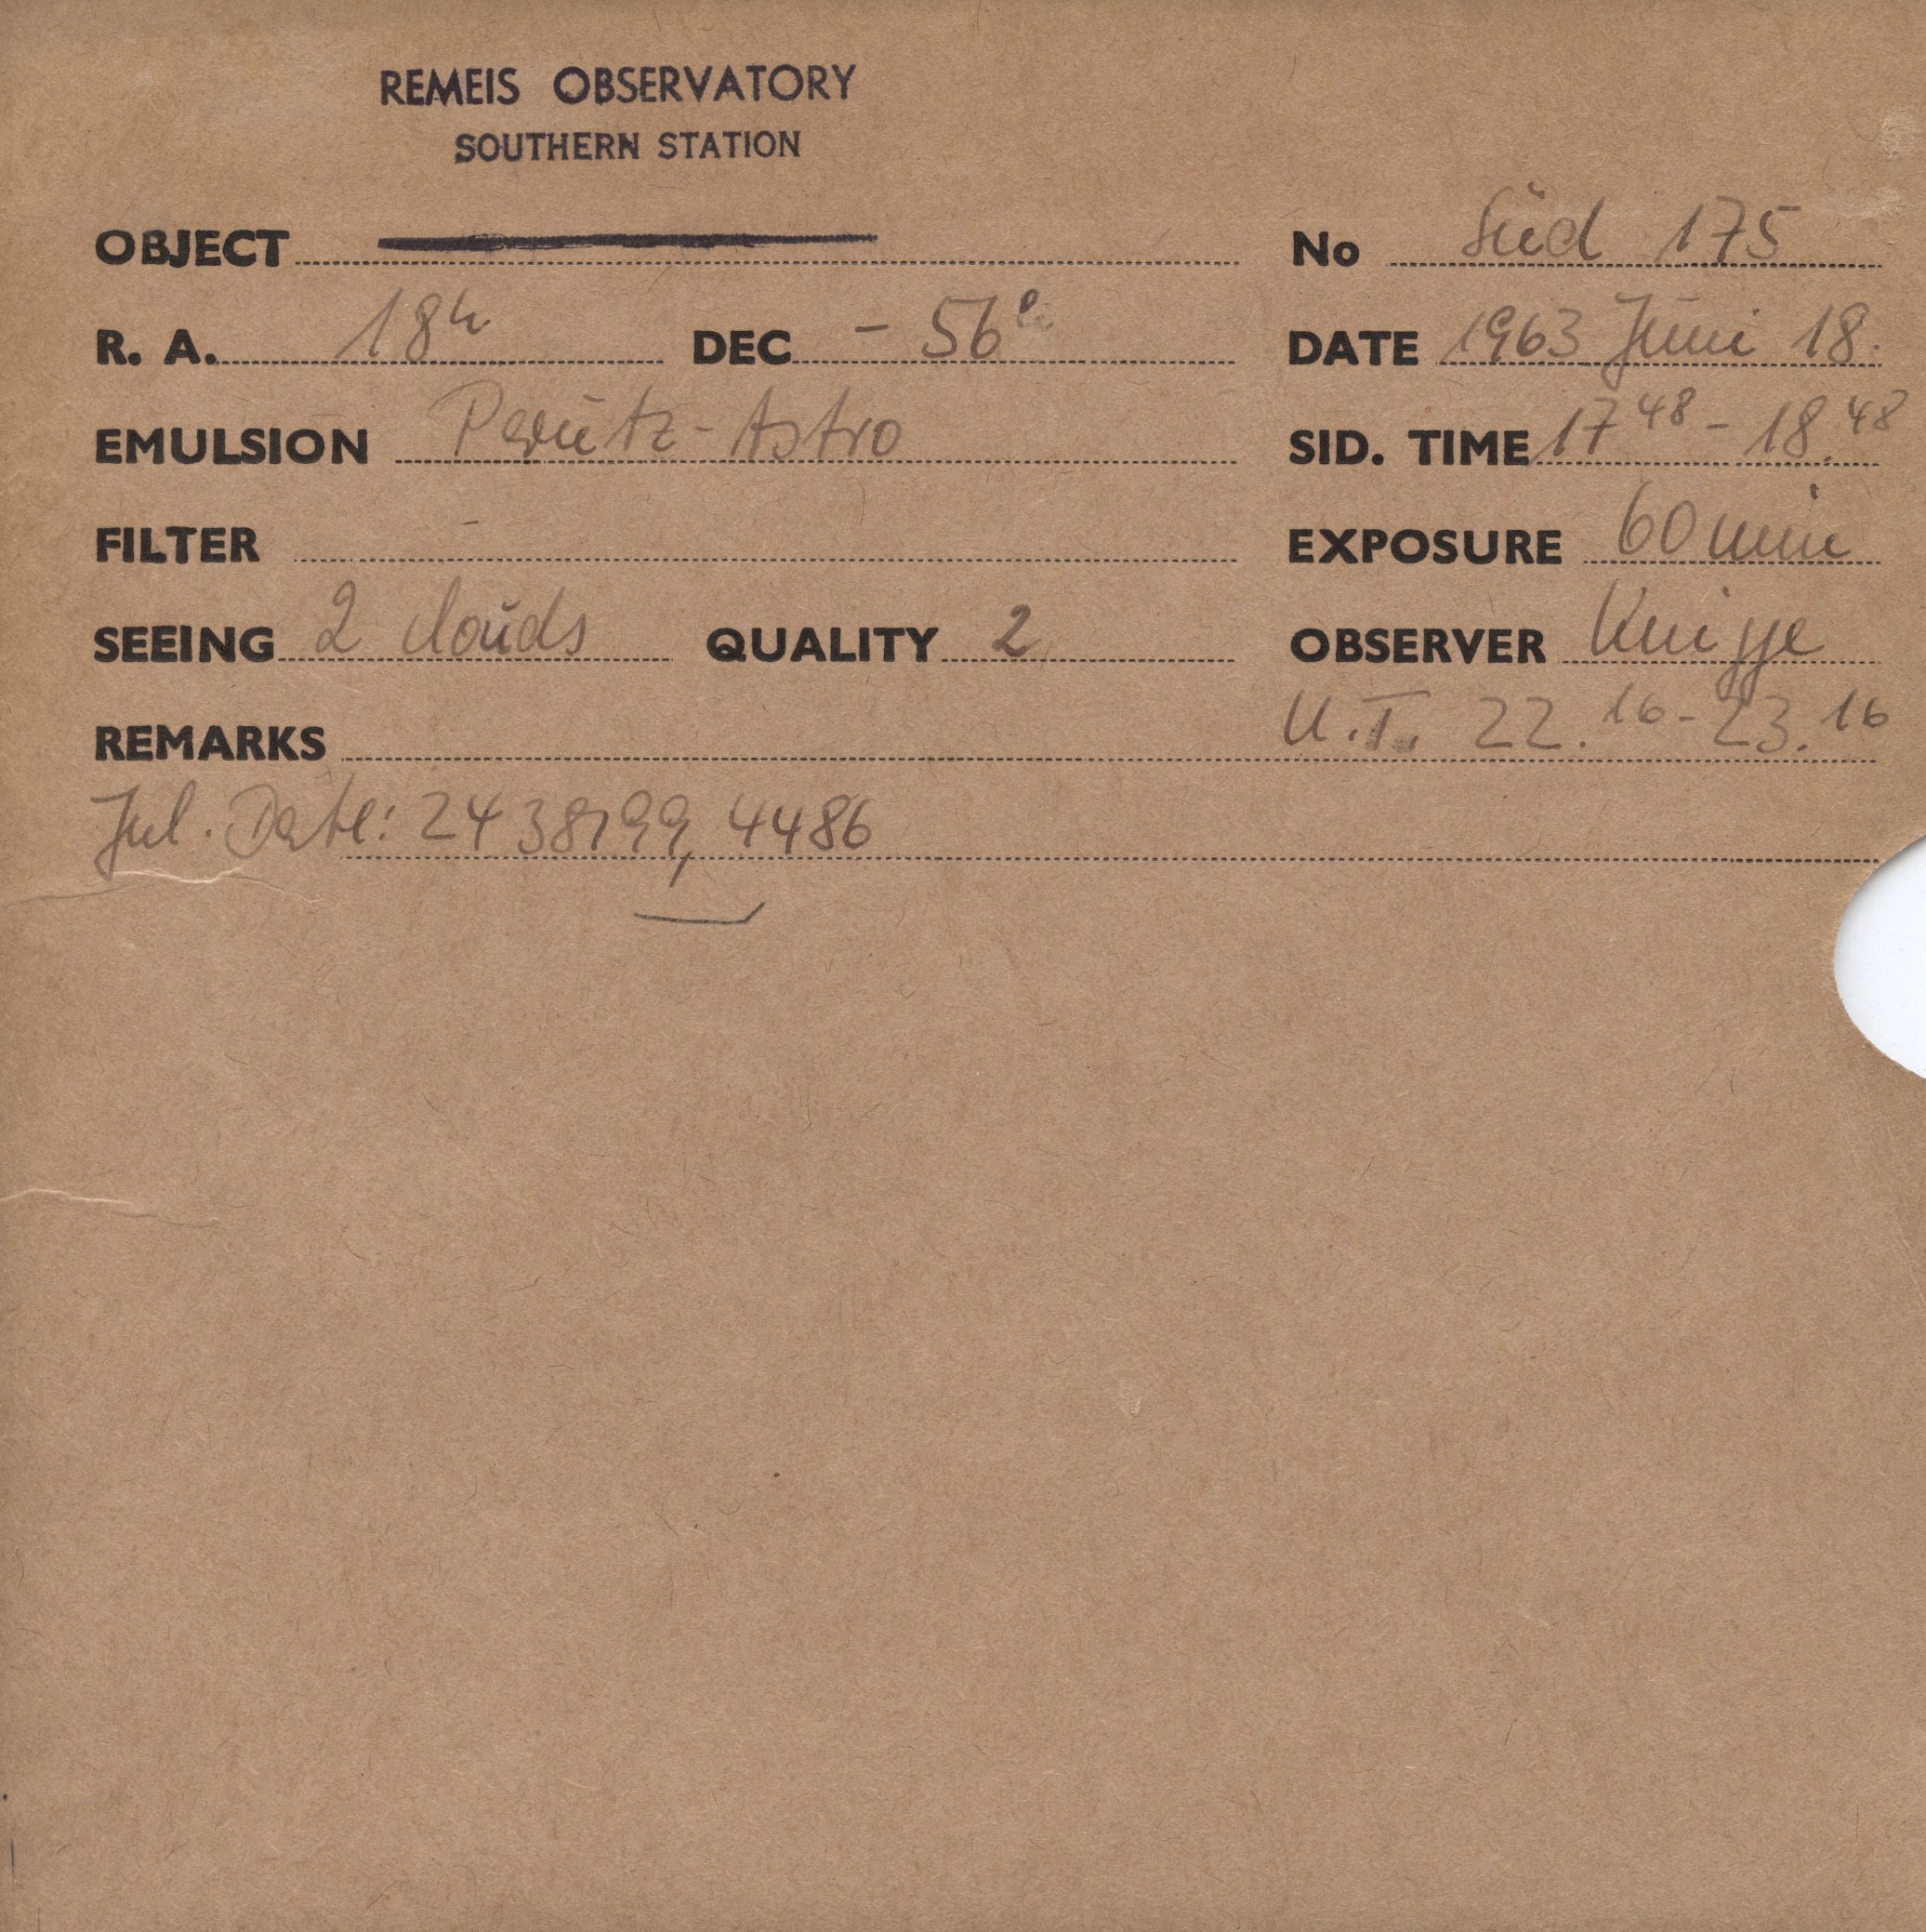 REMEIS OBSERVATORY
SOUTHERN STATION
OBJECT No Süd 175
R. A. 18h DEC - 56° DATE 1963 Juni 18.
EMULSION Perutz-Astro SID. TIME 17 48 - 18.48
FILTER - EXPOSURE 60 min
SEEING 2 clouds QUALITY 2 OBSERVER Knigge
REMARKS U.T. 22.16-23.16
Jul. Date: 2438199,4486